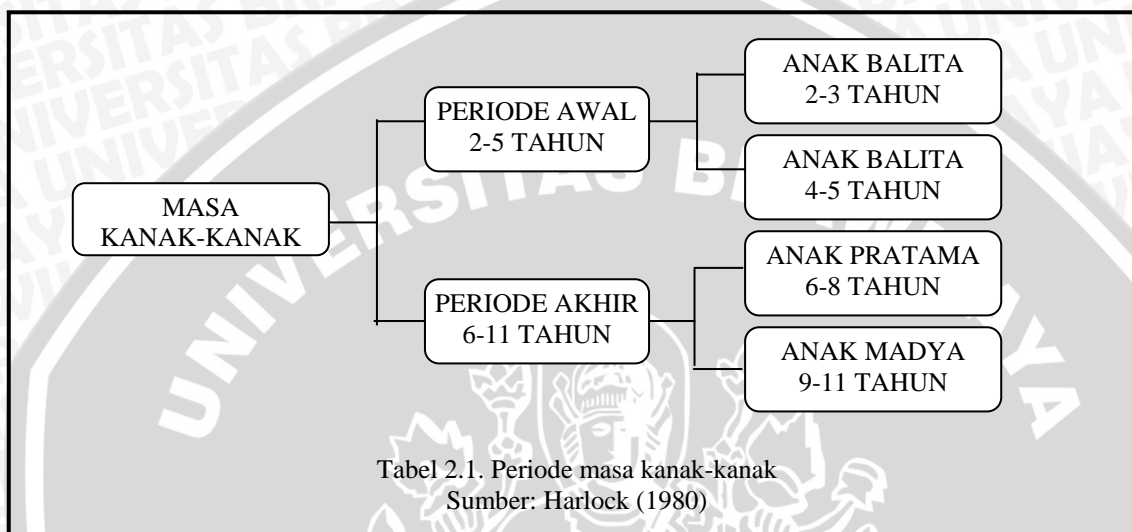 MASA
KANAK-KANAK
PERIODE AWAL
2-5 TAHUN
ANAK BALITA
2-3 TAHUN
ANAK BALITA
4-5 TAHUN
PERIODE AKHIR
6-11 TAHUN
ANAK PRATAMA
6-8 TAHUN
ANAK MADYA
9-11 TAHUN
Tabel 2.1. Periode masa kanak-kanak
Sumber: Harlock (1980)
UNIVERSITAS BRAWIJAYA